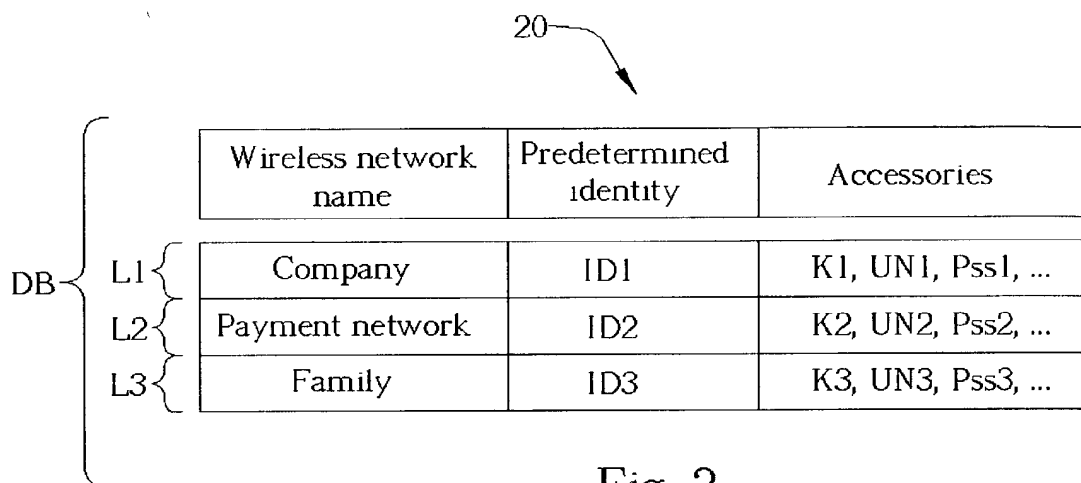 20
Wireless network name Predetermined identity Accessories
DB
L1 Company ID1 K1, UN1, Pss1, ...
L2 Payment network ID2 K2, UN2, Pss2, ...
L3 Family ID3 K3, UN3, Pss3, ...